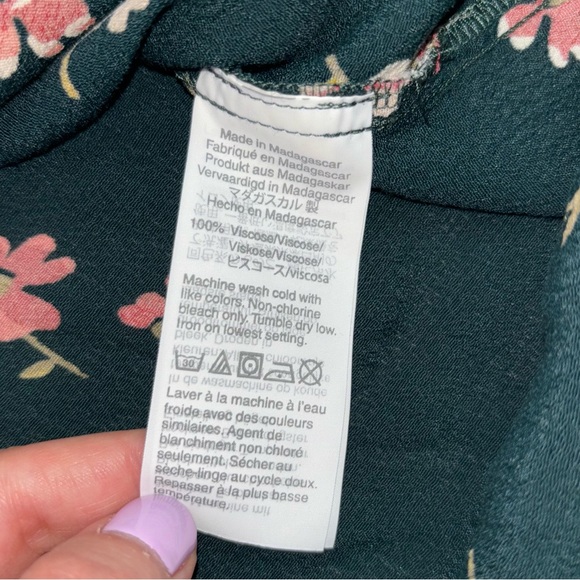 Made in Madagascar
Fabriqué en Madagascar
Produkt aus Madagaskar
Vervaardigd in Madagascar
マダガスカル 製
Hecho en Madagascar
100% Viscose/Viscose/
Viskose/Viscose/
ビスコース/Viscosa
Machine wash cold with
like colors. Non-chlorine
bleach only. Tumble dry low.
Iron on lowest setting.
30
Laver à la machine à l'eau
froide avec des couleurs
similaires. Agent de
blanchiment non chloré
seulement. Sécher au
sèche-linge au cycle doux.
Repasser à la plus basse
température.